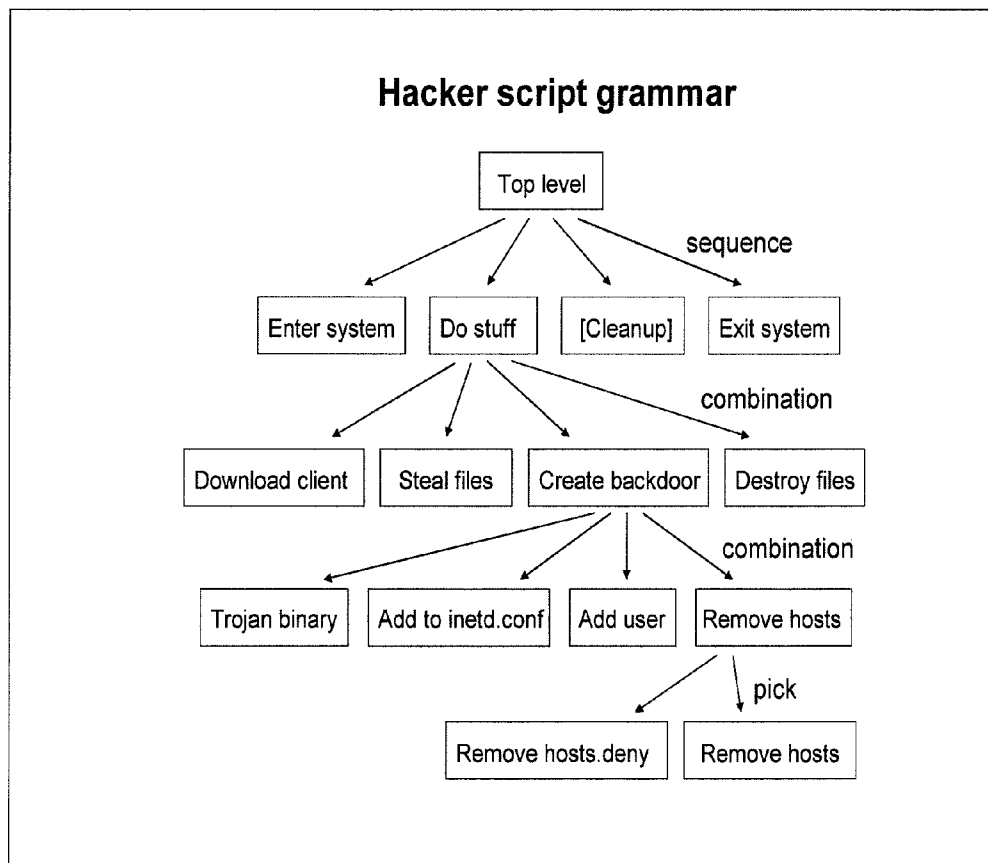 Hacker script grammar
Top level
sequence
Enter system
Do stuff
[Cleanup]
Exit system
combination
Download client
Steal files
Create backdoor
Destroy files
combination
Trojan binary
Add to inetd.conf
Add user
Remove hosts
pick
Remove hosts.deny
Remove hosts